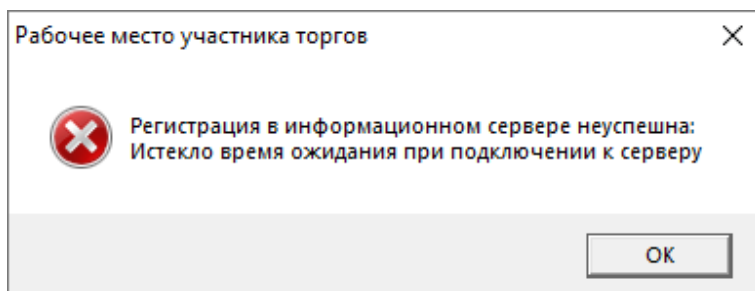 Рабочее место участника торгов
Регистрация в информационном сервере неуспешна:
Истекло время ожидания при подключении к серверу
OK